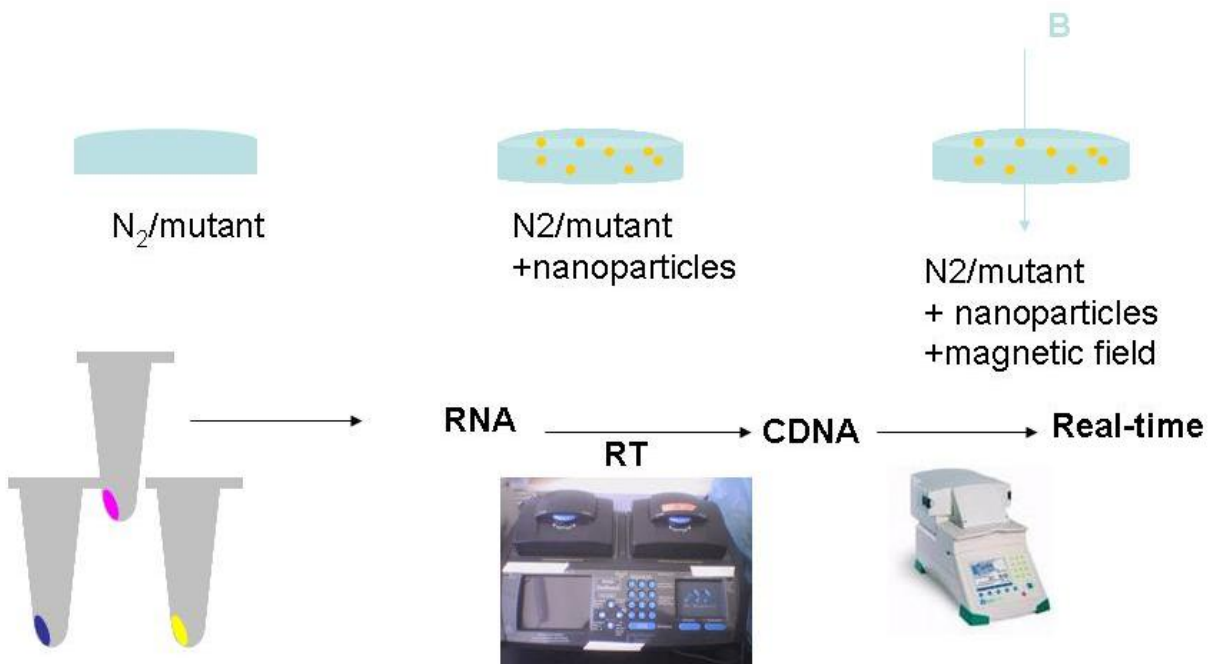 B
N₂/mutant
N2/mutant
+nanoparticles
N2/mutant
+ nanoparticles
+magnetic field
RNA
RT
CDNA
Real-time